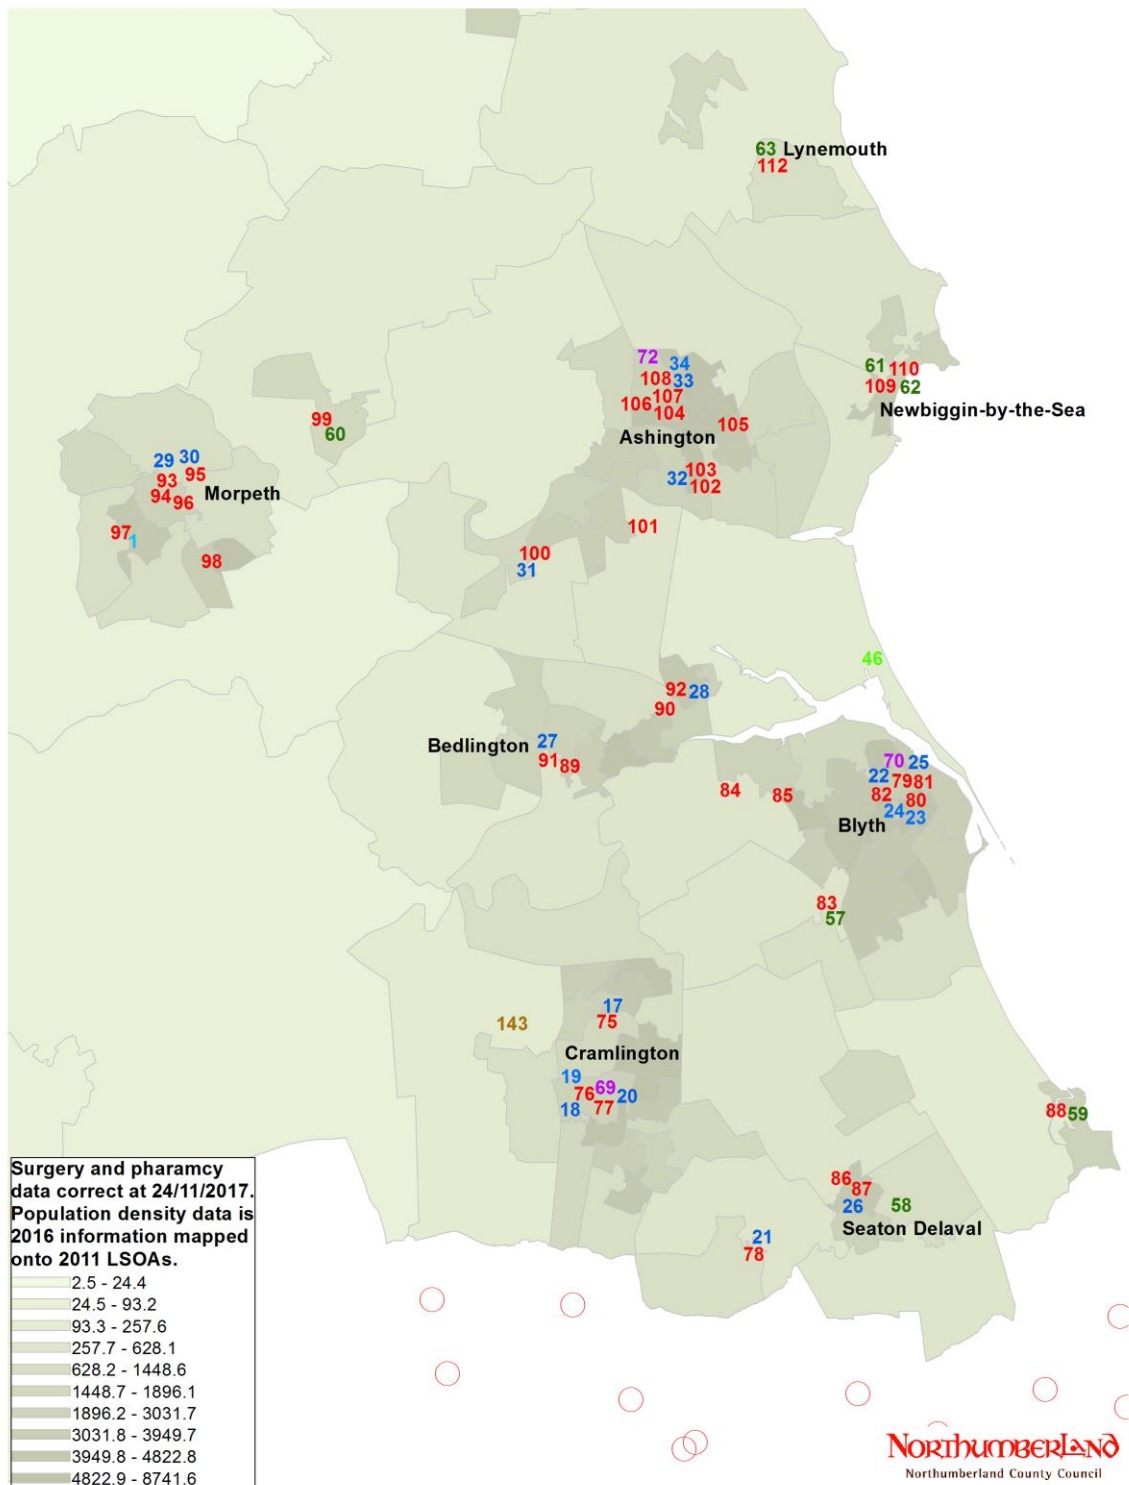 63 Lynemouth
112
72
34
108 33
107
106
104
105
Ashington
103
32
102
61 110
109 62
Newbiggin-by-the-Sea
99
60
29 30
93 95
94 96
Morpeth
97
1
98
101
100
31
46
92 28
90
27
Bedlington
91 89
84
85
70 25
22 79 81
82 80
24 23
Blyth
83
57
143
17
75
Cramlington
19
76 69 20
18 77
88 59
86
87
26
58
Seaton Delaval
21
78
Surgery and pharamcy
data correct at 24/11/2017.
Population density data is
2016 information mapped
onto 2011 LSOAs.
2.5 - 24.4
24.5 - 93.2
93.3 - 257.6
257.7 - 628.1
628.2 - 1448.6
1448.7 - 1896.1
1896.2 - 3031.7
3031.8 - 3949.7
3949.8 - 4822.8
4822.9 - 8741.6
NORTHUMBERLAND
Northumberland County Council